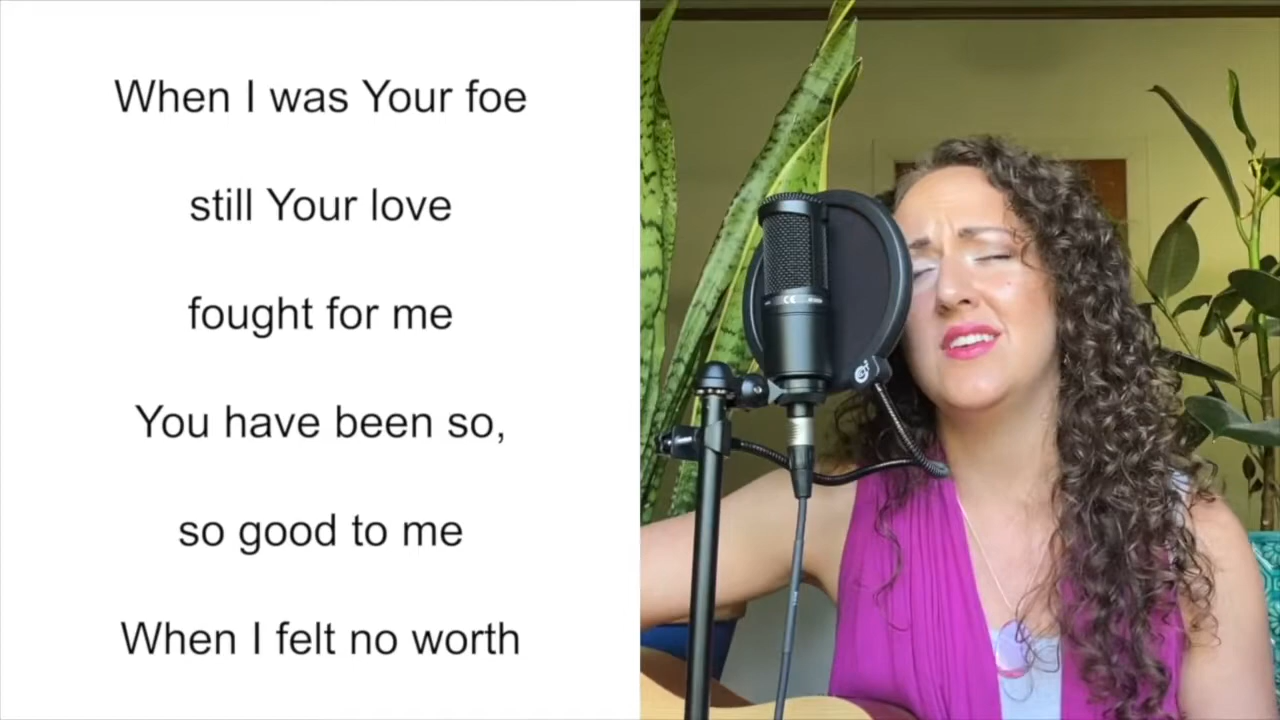 When I was Your foe
still Your love
fought for me
You have been so,
so good to me
When I felt no worth